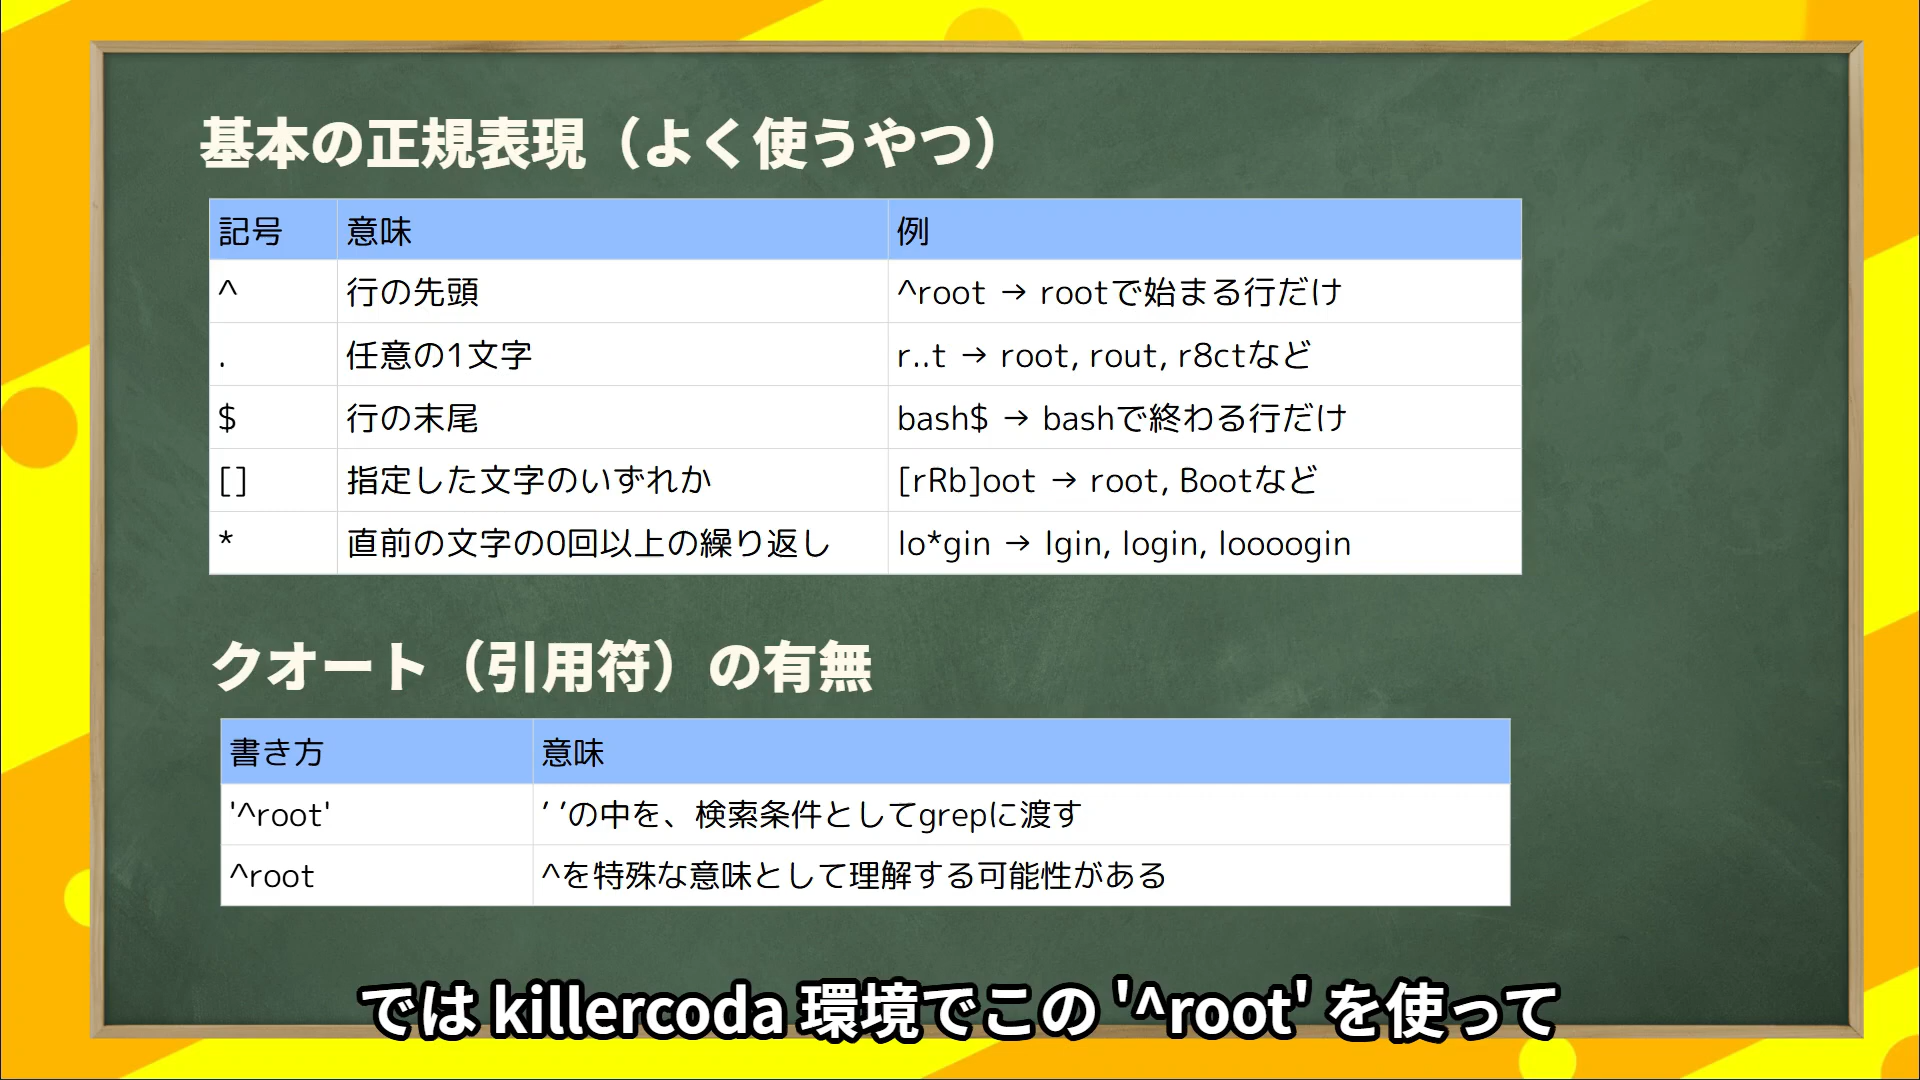 基本の正規表現（よく使うやつ）
記号 意味 例
^ 行の先頭 ^root → rootで始まる行だけ
. 任意の1文字 r..t → root, rout, r8ctなど
$ 行の末尾 bash$ → bashで終わる行だけ
[] 指定した文字のいずれか [rRb]oot → root, Bootなど
* 直前の文字の0回以上の繰り返し lo*gin → lgin, login, loooogin
クオート（引用符）の有無
書き方 意味
'^root' ’ ’の中を、検索条件としてgrepに渡す
^root ^を特殊な意味として理解する可能性がある
では killercoda 環境でこの '^root' を使って